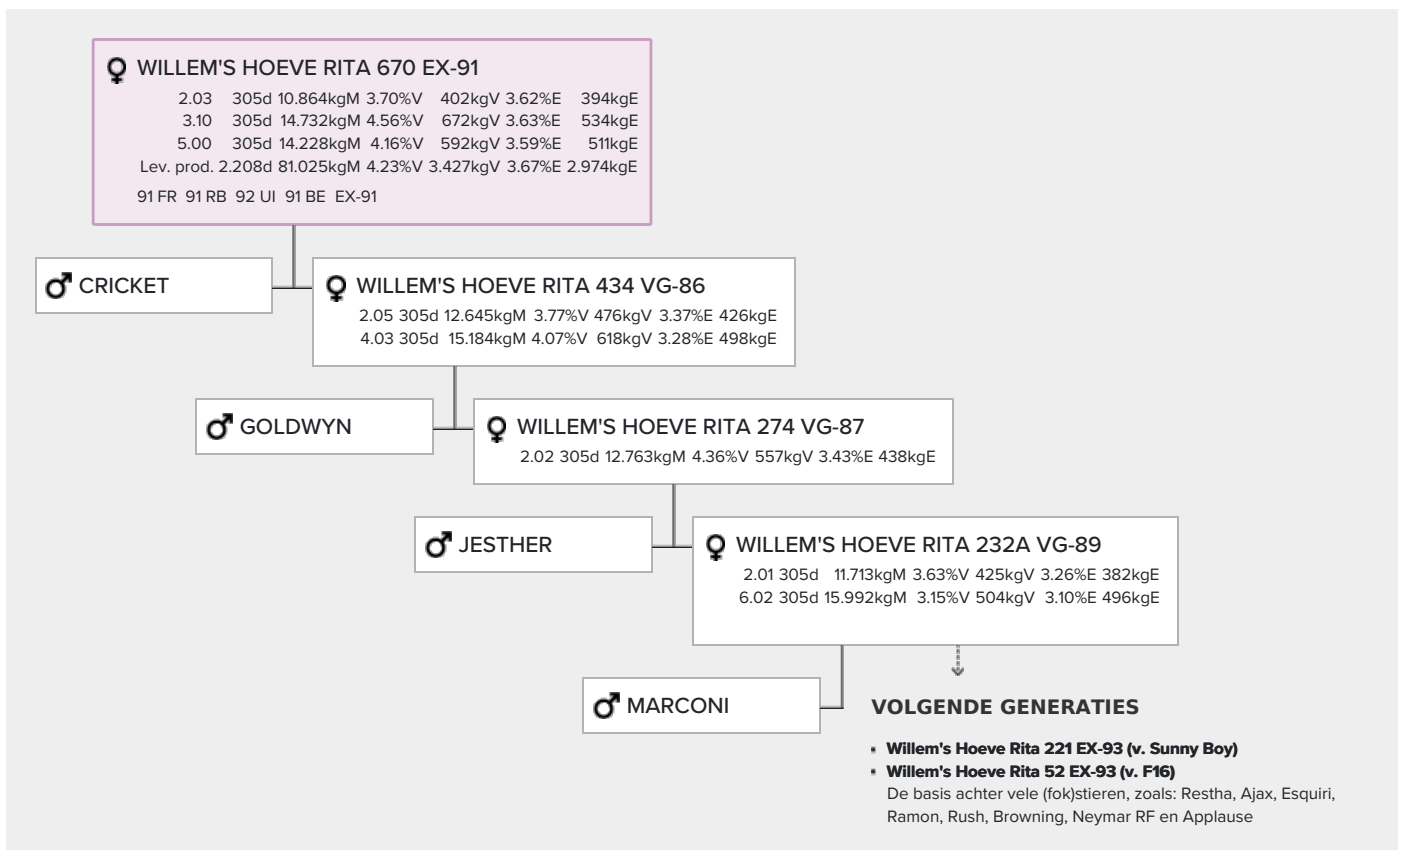 WILLEM'S HOEVE RITA 670 EX-91
2.03 305d 10.864kgM 3.70%V 402kgV 3.62%E 394kgE
3.10 305d 14.732kgM 4.56%V 672kgV 3.63%E 534kgE
5.00 305d 14.228kgM 4.16%V 592kgV 3.59%E 511kgE
Lev. prod. 2.208d 81.025kgM 4.23%V 3.427kgV 3.67%E 2.974kgE
91 FR 91 RB 92 UI 91 BE EX-91
CRICKET
WILLEM'S HOEVE RITA 434 VG-86
2.05 305d 12.645kgM 3.77%V 476kgV 3.37%E 426kgE
4.03 305d 15.184kgM 4.07%V 618kgV 3.28%E 498kgE
GOLDWYN
WILLEM'S HOEVE RITA 274 VG-87
2.02 305d 12.763kgM 4.36%V 557kgV 3.43%E 438kgE
JESTHER
WILLEM'S HOEVE RITA 232A VG-89
2.01 305d 11.713kgM 3.63%V 425kgV 3.26%E 382kgE
6.02 305d 15.992kgM 3.15%V 504kgV 3.10%E 496kgE
MARCONI
VOLGENDE GENERATIES
▪ Willem's Hoeve Rita 221 EX-93 (v. Sunny Boy)
▪ Willem's Hoeve Rita 52 EX-93 (v. F16)
De basis achter vele (fok)stieren, zoals: Restha, Ajax, Esquiri,
Ramon, Rush, Browning, Neymar RF en Applause